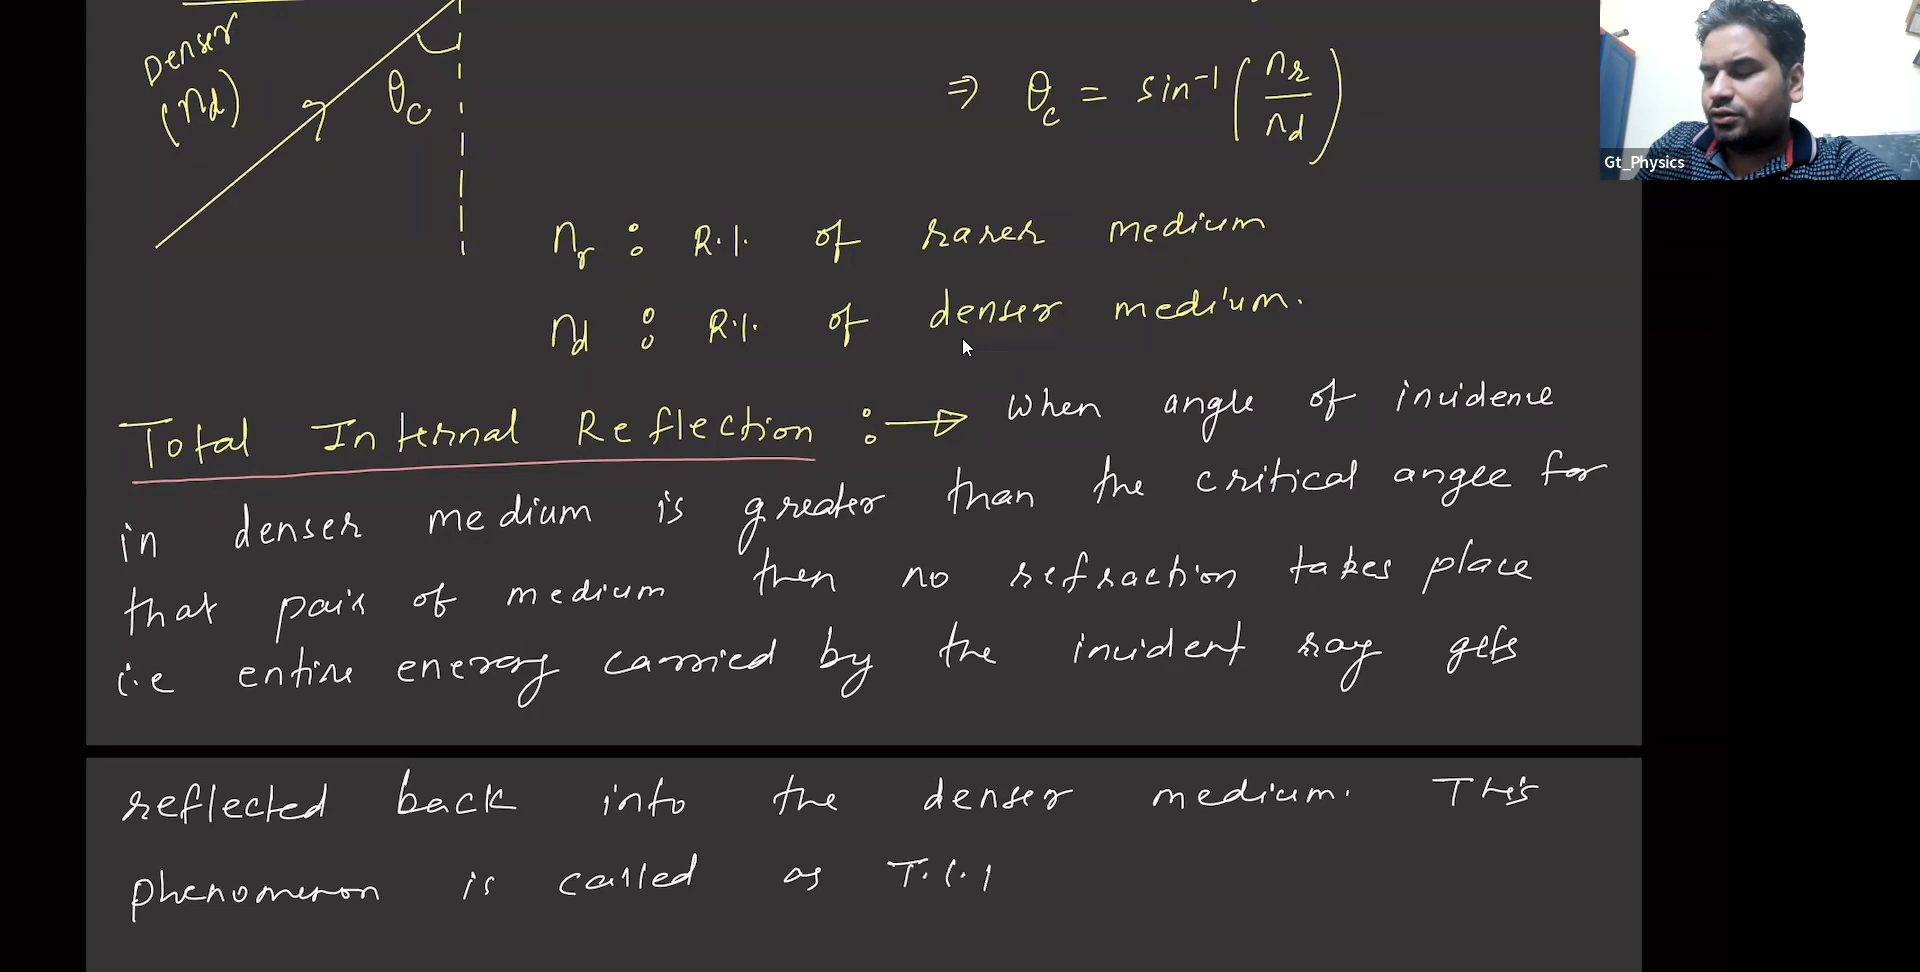 Denser
(nd)
θc
⇒ θc = sin⁻¹ (nr/nd)
Gt_Physics
nr : R.I. of rarer medium
nd : R.I. of denser medium.
Total Internal Reflection :→ When angle of incidence
in denser medium is greater than the critical angle for
that pair of medium then no refraction takes place
i.e entire energy carried by the incident ray gets
reflected back into the denser medium. This
phenomenon is called as T.I.I